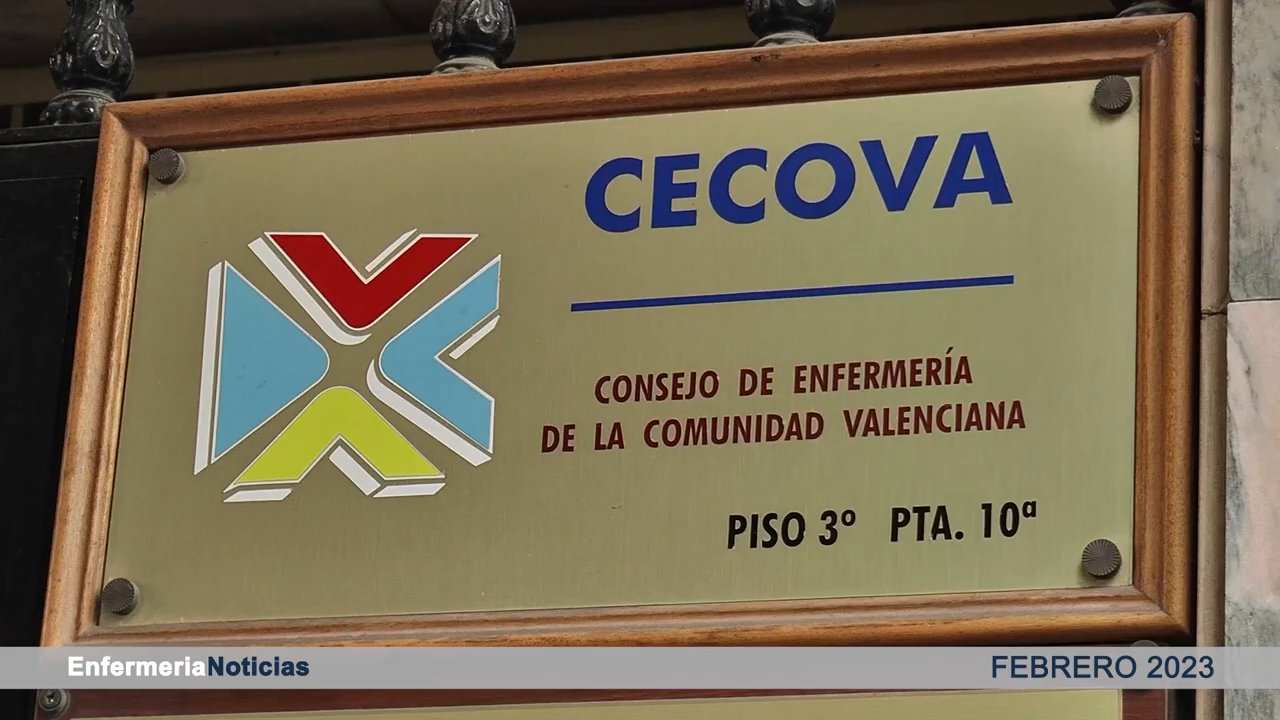 CECOVA
CONSEJO DE ENFERMERÍA
DE LA COMUNIDAD VALENCIANA
PISO 3º PTA. 10ª
EnfermeriaNoticias
FEBRERO 2023